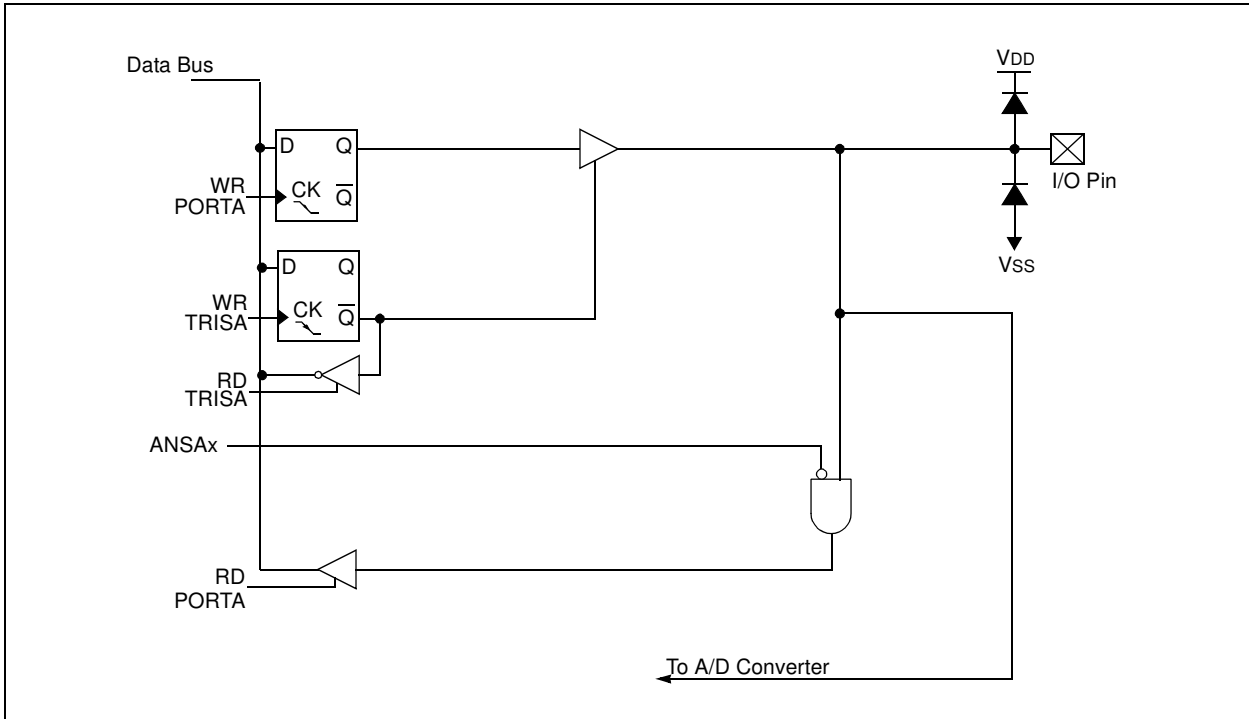 Data Bus
VDD
D Q
WR
PORTA
CK Q̅
I/O Pin
D Q
VSS
WR
TRISA
CK Q̅
RD
TRISA
ANSAx
RD
PORTA
To A/D Converter